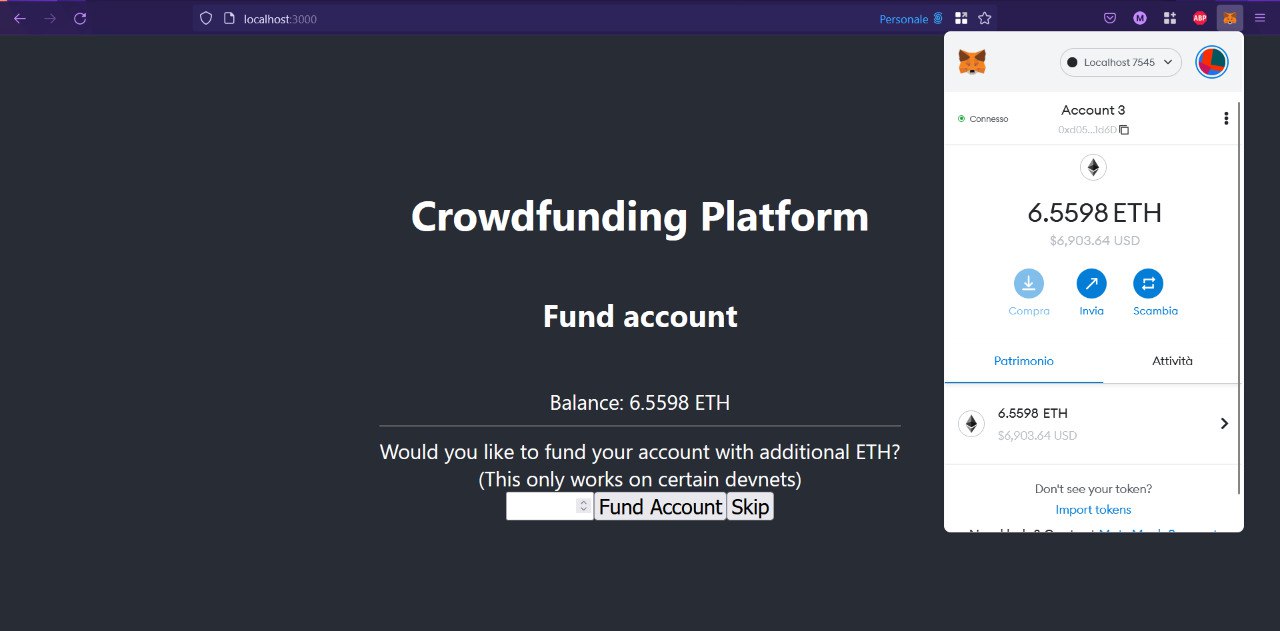 localhost:3000
Personale
M
ABP
Localhost 7545
Connesso
Account 3
0xd05...1d6D
6.5598 ETH
$6,903.64 USD
Compra
Invia
Scambia
Patrimonio
Attività
6.5598 ETH
$6,903.64 USD
Don't see your token?
Import tokens
Crowdfunding Platform
Fund account
Balance: 6.5598 ETH
Would you like to fund your account with additional ETH?
(This only works on certain devnets)
Fund Account
Skip